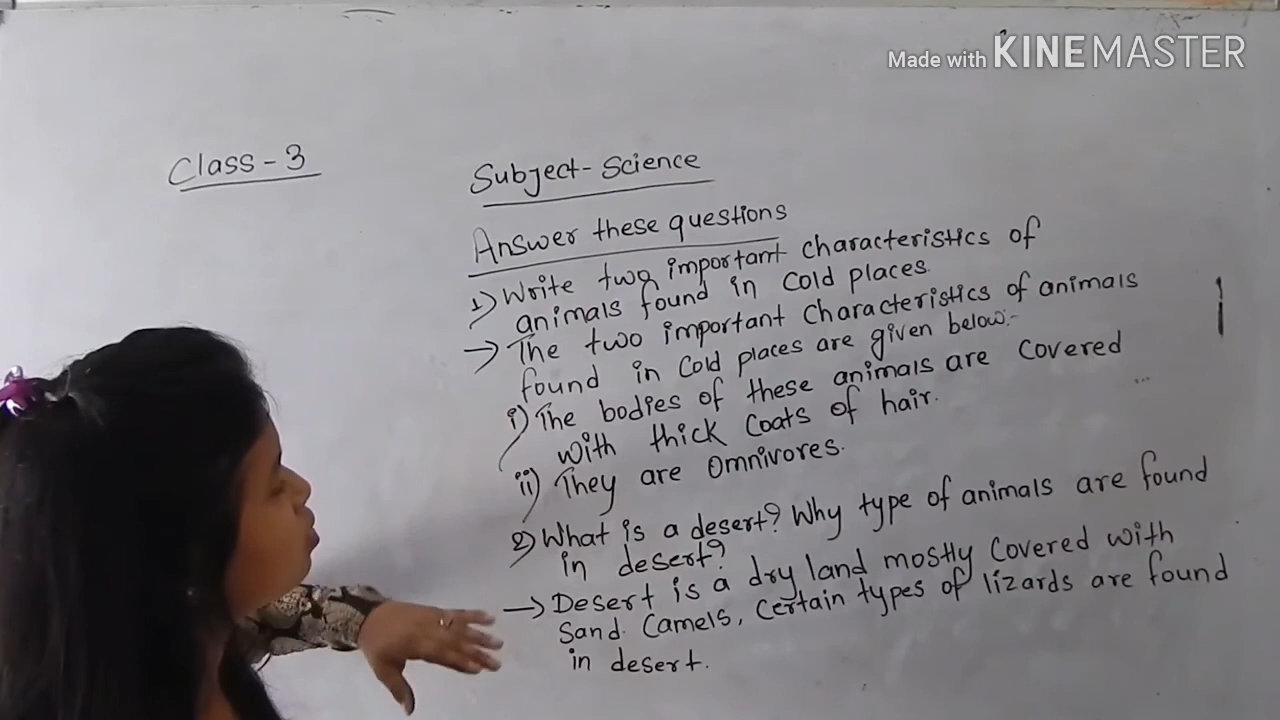 Made with KINEMASTER
Class - 3
Subject - Science
Answer these questions
1) Write two important characteristics of
animals found in cold places.
→ The two important characteristics of animals
found in cold places are given below:-
i) The bodies of these animals are covered
with thick coats of hair.
ii) They are omnivores.
2) What is a desert? Why type of animals are found
in desert?
→ Desert is a dry land mostly covered with
sand. Camels, certain types of lizards are found
in desert.